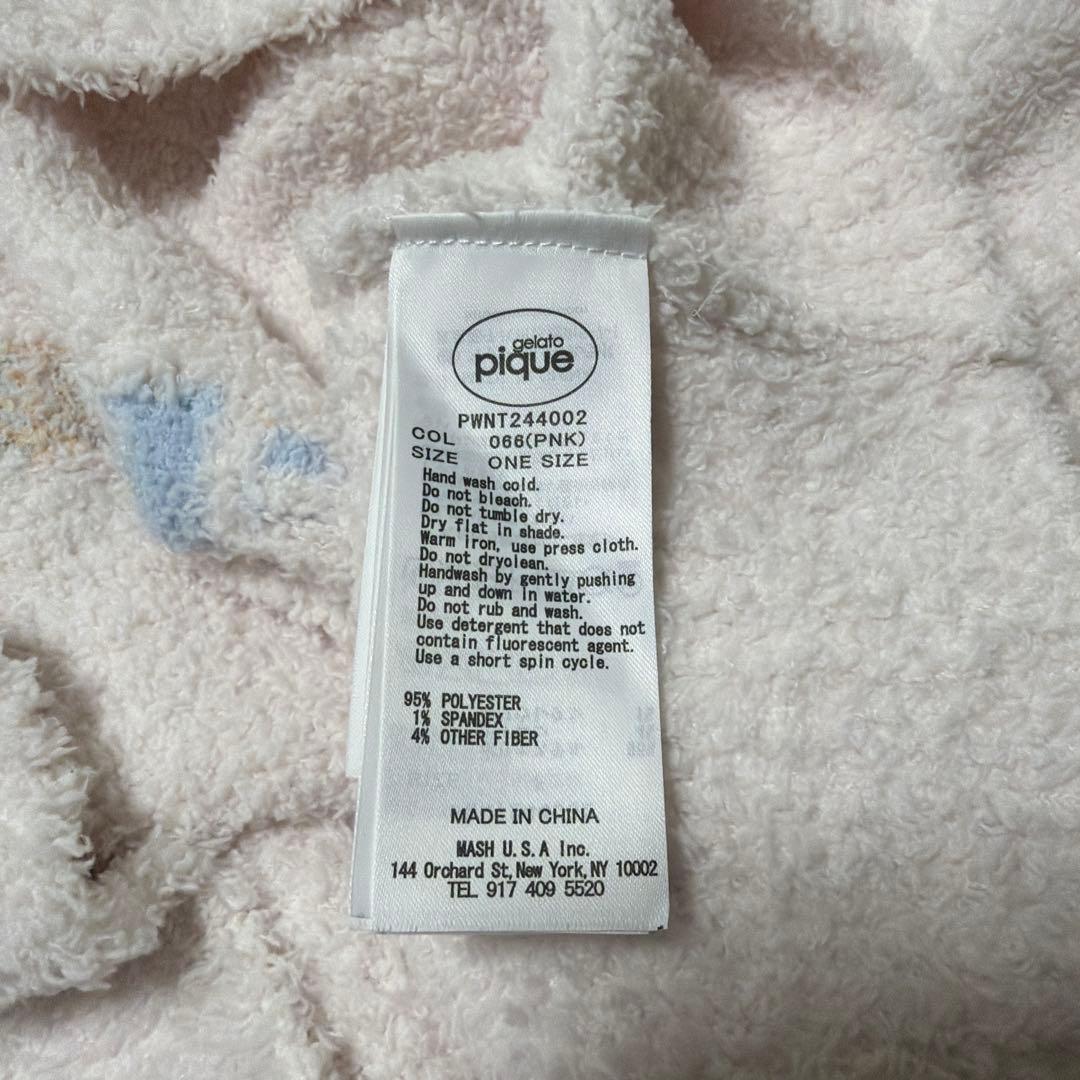 gelato
pique
PWNT244002
COL 066(PNK)
SIZE ONE SIZE
Hand wash cold.
Do not bleach.
Do not tumble dry.
Dry flat in shade.
Warm iron, use press cloth.
Do not dryclean.
Handwash by gently pushing
up and down in water.
Do not rub and wash.
Use detergent that does not
contain fluorescent agent.
Use a short spin cycle.
95% POLYESTER
1% SPANDEX
4% OTHER FIBER
MADE IN CHINA
MASH U.S.A Inc.
144 Orchard St, New York, NY 10002
TEL 917 409 5520